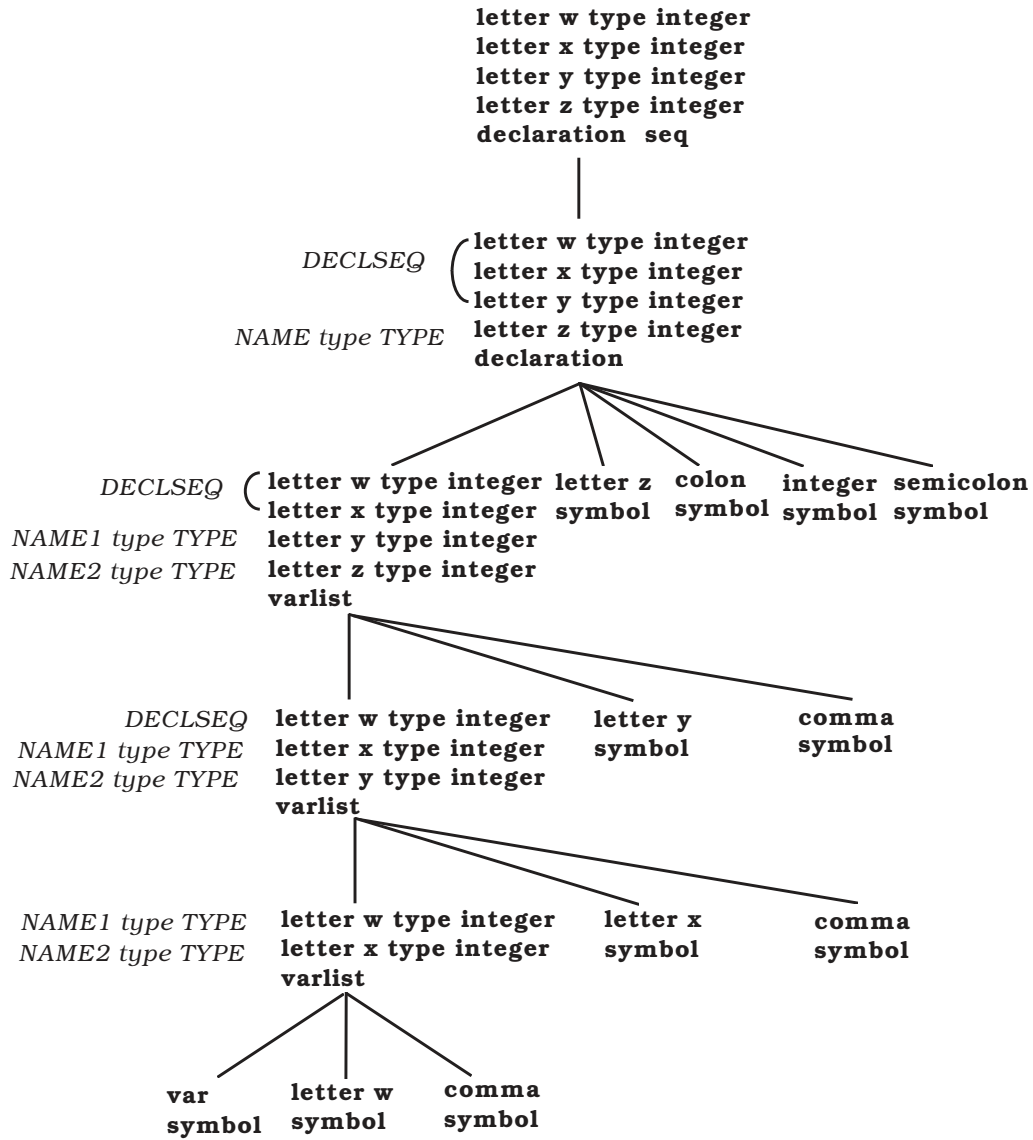 letter w type integer
letter x type integer
letter y type integer
letter z type integer
declaration seq
DECLSEQ
letter w type integer
letter x type integer
letter y type integer
NAME type TYPE
letter z type integer
declaration
DECLSEQ
letter w type integer
letter x type integer
NAME1 type TYPE
letter y type integer
NAME2 type TYPE
letter z type integer
varlist
letter z
symbol
colon
symbol
integer
symbol
semicolon
symbol
DECLSEQ
letter w type integer
NAME1 type TYPE
letter x type integer
NAME2 type TYPE
letter y type integer
varlist
letter y
symbol
comma
symbol
NAME1 type TYPE
letter w type integer
NAME2 type TYPE
letter x type integer
varlist
letter x
symbol
comma
symbol
var
symbol
letter w
symbol
comma
symbol